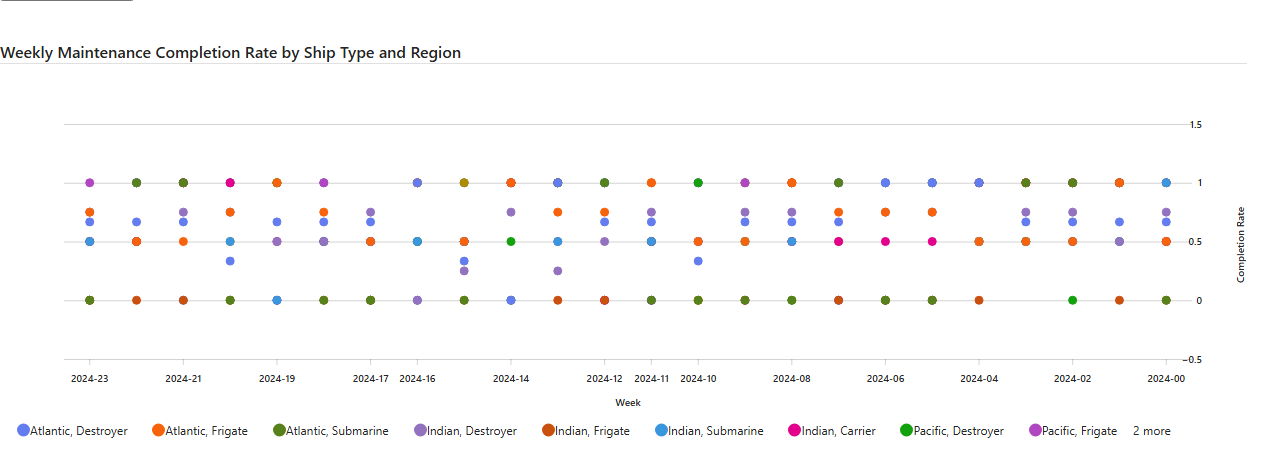 Weekly Maintenance Completion Rate by Ship Type and Region
1.5
1
0.5
0
−0.5
Completion Rate
2024-23 2024-21 2024-19 2024-17 2024-16 2024-14 2024-12 2024-11 2024-10 2024-08 2024-06 2024-04 2024-02 2024-00
Week
Atlantic, Destroyer Atlantic, Frigate Atlantic, Submarine Indian, Destroyer Indian, Frigate Indian, Submarine Indian, Carrier Pacific, Destroyer Pacific, Frigate 2 more